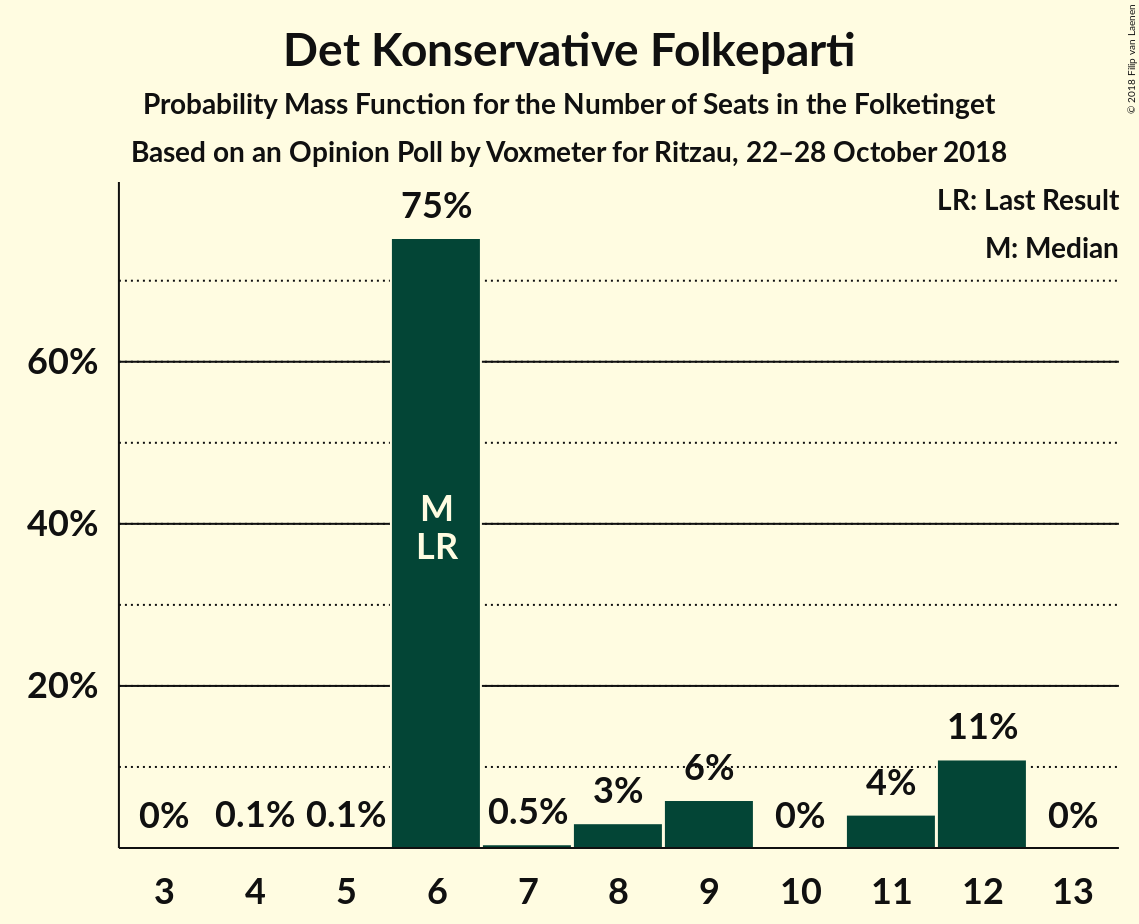 Det Konservative Folkeparti
Probability Mass Function for the Number of Seats in the Folketinget
Based on an Opinion Poll by Voxmeter for Ritzau, 22–28 October 2018
© 2018 Filip van Laenen
LR: Last Result
M: Median
75%
60%
40%
20%
M
LR
0%
0.1%
0.1%
0.5%
3%
6%
0%
4%
11%
0%
3 4 5 6 7 8 9 10 11 12 13